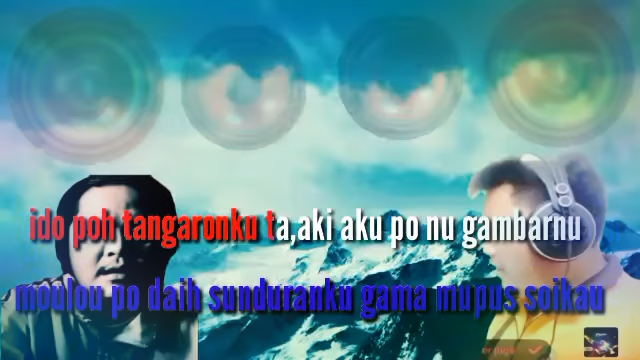 ido poh tangaronku ta,aki aku po nu gambarnu
moulou po daih sunduranku gama mupus soikau